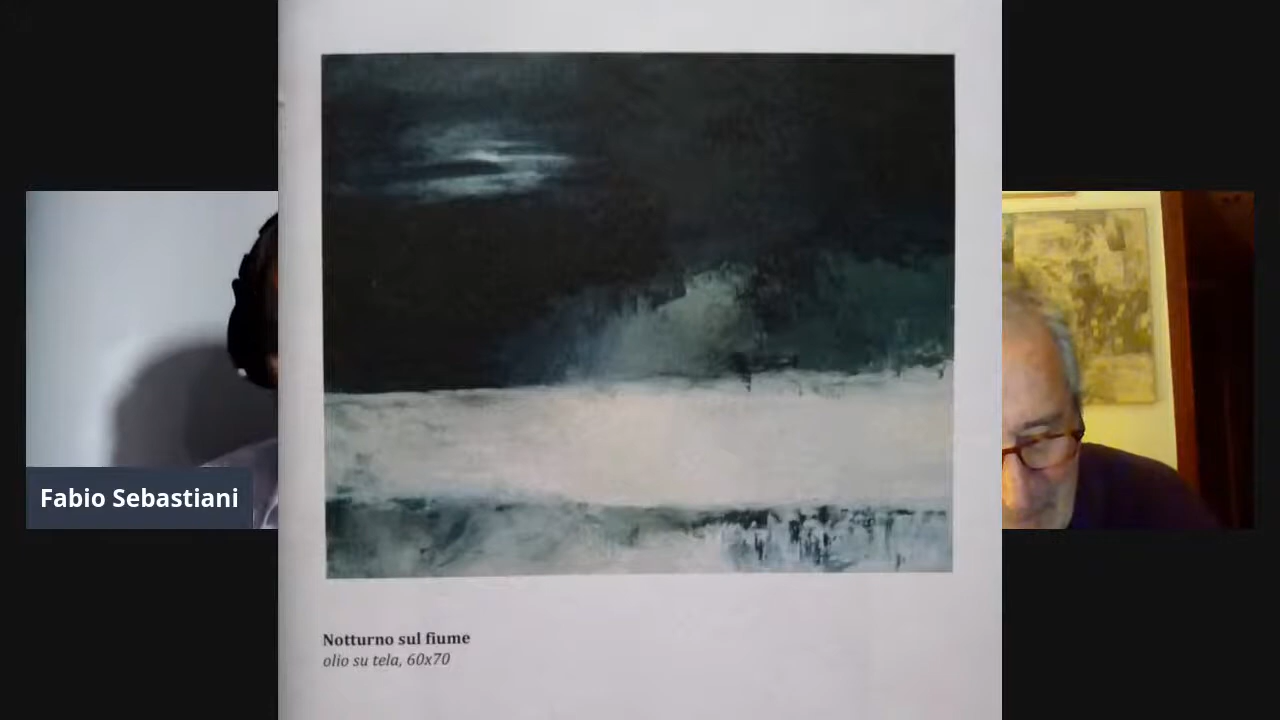 Fabio Sebastiani
Notturno sul fiume
olio su tela, 60x70